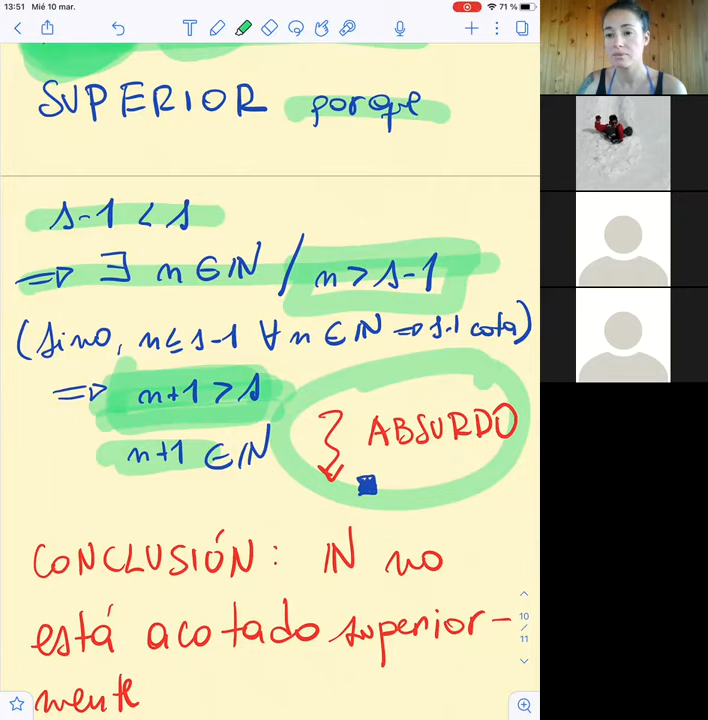 13:51 Mié 10 mar.
71 %
SUPERIOR porque
s-1 < s
⇒ ∃ n ∈ ℕ / n > s-1
(sino, n ≤ s-1 ∀ n ∈ ℕ ⇒ s-1 cota)
⇒ n+1 > s
n+1 ∈ ℕ
ABSURDO
CONCLUSIÓN: ℕ no
está acotado superior-
mente
10
/
11